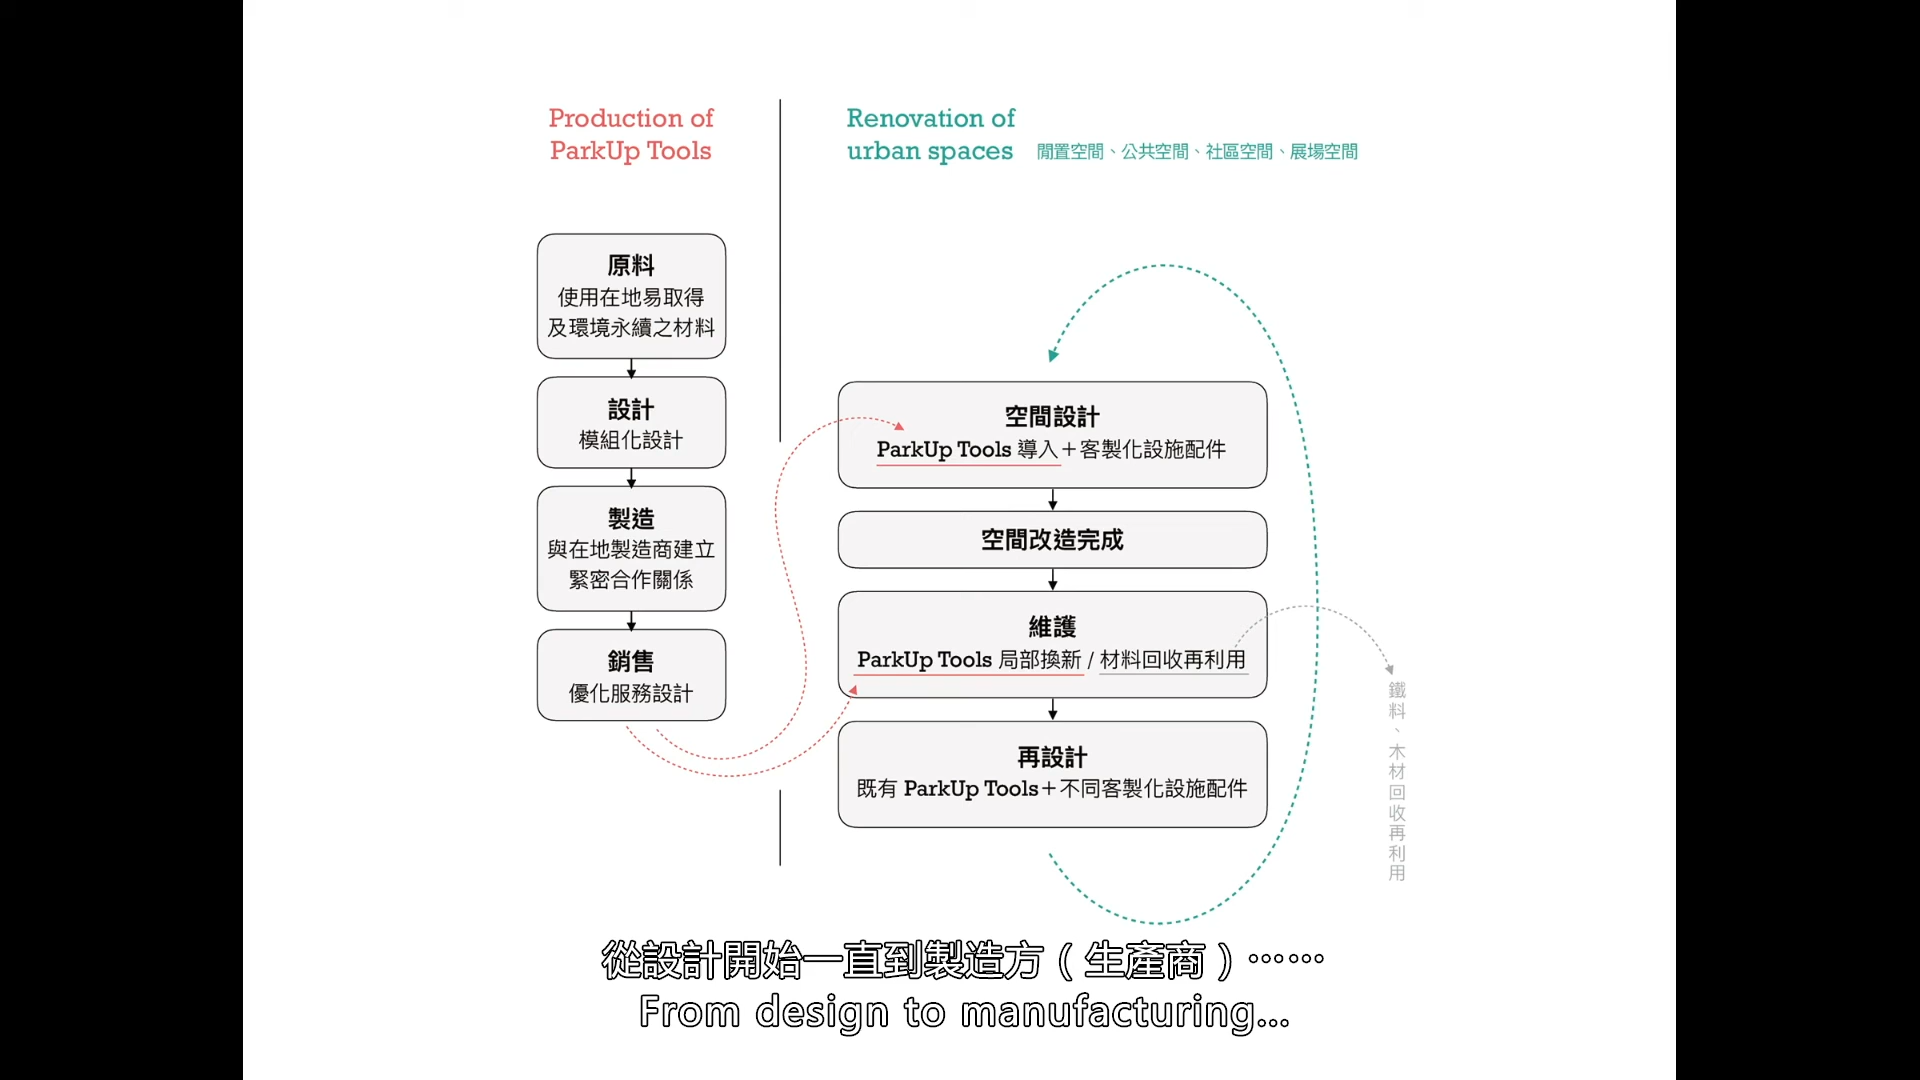 Production of
ParkUp Tools
原料
使用在地易取得
及環境永續之材料
設計
模組化設計
製造
與在地製造商建立
緊密合作關係
銷售
優化服務設計
Renovation of
urban spaces 閒置空間、公共空間、社區空間、展場空間
空間設計
ParkUp Tools 導入＋客製化設施配件
空間改造完成
維護
ParkUp Tools 局部換新 / 材料回收再利用
再設計
既有 ParkUp Tools＋不同客製化設施配件
鐵料、木材回收再利用
從設計開始一直到製造方（生產商）⋯⋯
From design to manufacturing...